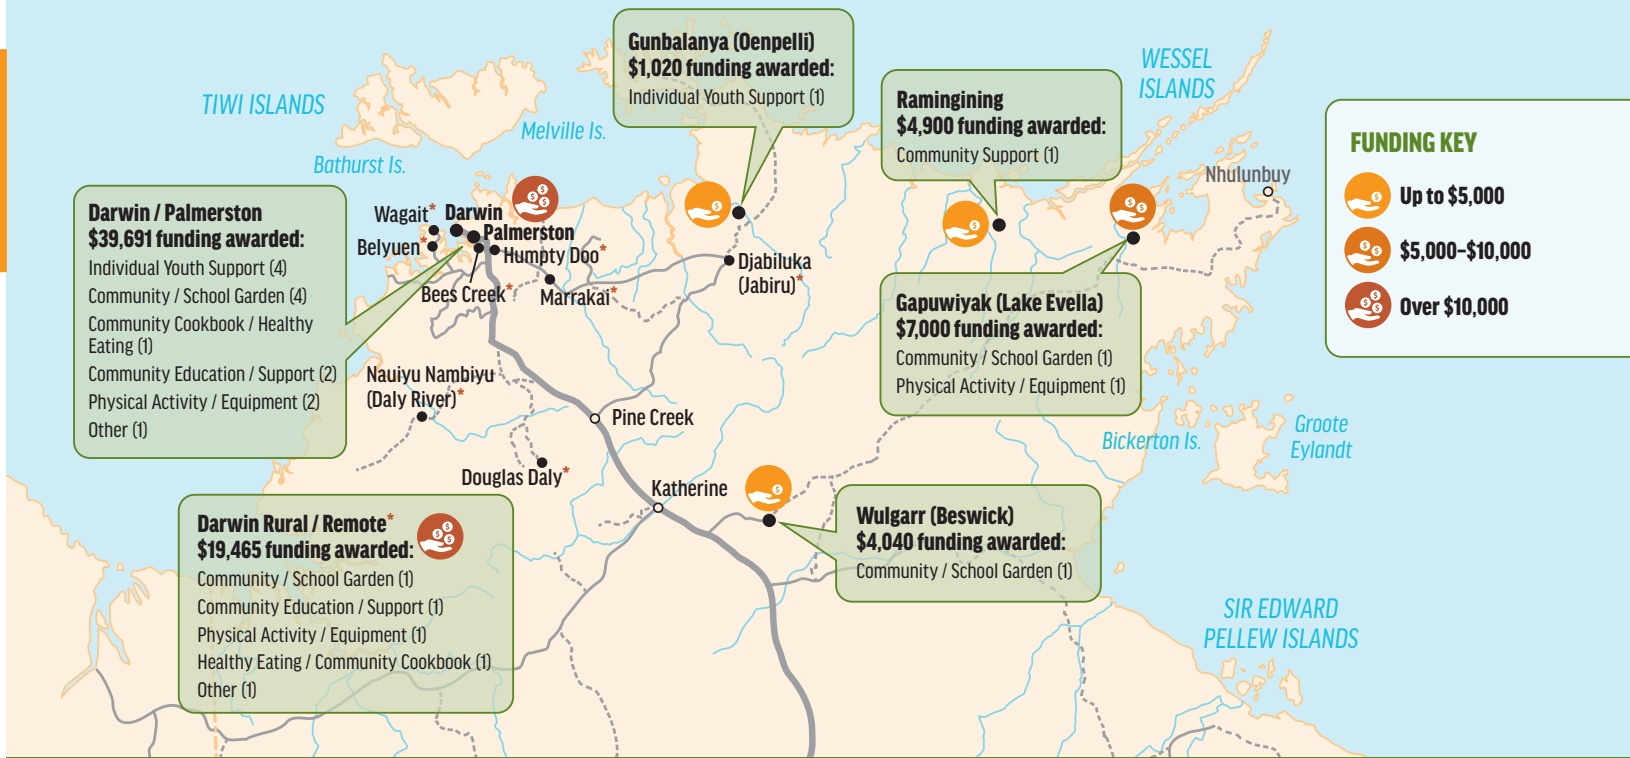 Gunbalanya (Oenpelli)
$1,020 funding awarded:
Individual Youth Support (1)
Ramingining
$4,900 funding awarded:
Community Support (1)
WESSEL
ISLANDS
TIWI ISLANDS
Melville Is.
Bathurst Is.
FUNDING KEY
Up to $5,000
$5,000–$10,000
Over $10,000
Nhulunbuy
Darwin / Palmerston
$39,691 funding awarded:
Individual Youth Support (4)
Community / School Garden (4)
Community Cookbook / Healthy
Eating (1)
Community Education / Support (2)
Physical Activity / Equipment (2)
Other (1)
Wagait*
Darwin
Palmerston
Belyuen*
Humpty Doo*
Bees Creek*
Marrakai*
Djabiluka
(Jabiru)*
Gapuwiyak (Lake Evella)
$7,000 funding awarded:
Community / School Garden (1)
Physical Activity / Equipment (1)
Nauiyu Nambiyu
(Daly River)*
Pine Creek
Bickerton Is.
Groote
Eylandt
Douglas Daly*
Katherine
Darwin Rural / Remote*
$19,465 funding awarded:
Community / School Garden (1)
Community Education / Support (1)
Physical Activity / Equipment (1)
Healthy Eating / Community Cookbook (1)
Other (1)
Wulgarr (Beswick)
$4,040 funding awarded:
Community / School Garden (1)
SIR EDWARD
PELLEW ISLANDS